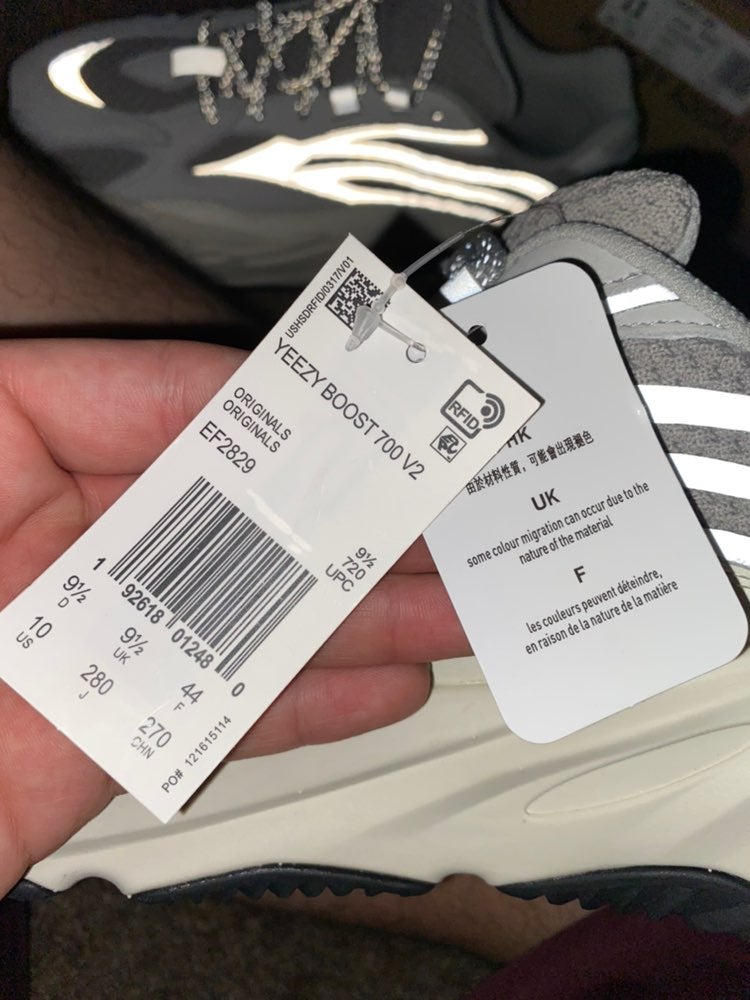 USHSDRFID/0317/V01
YEEZY BOOST 700 V2
RFID
ORIGINALS
ORIGINALS
EF2829
9½
720
UPC
1 92618 01248 0
9½
D
9½
UK
44
F
10
US
280
J
270
CHN
PO# 121615114
HK
由於材料性質，可能會出現褪色
UK
some colour migration can occur due to the
nature of the material
F
les couleurs peuvent déteindre,
en raison de la nature de la matière